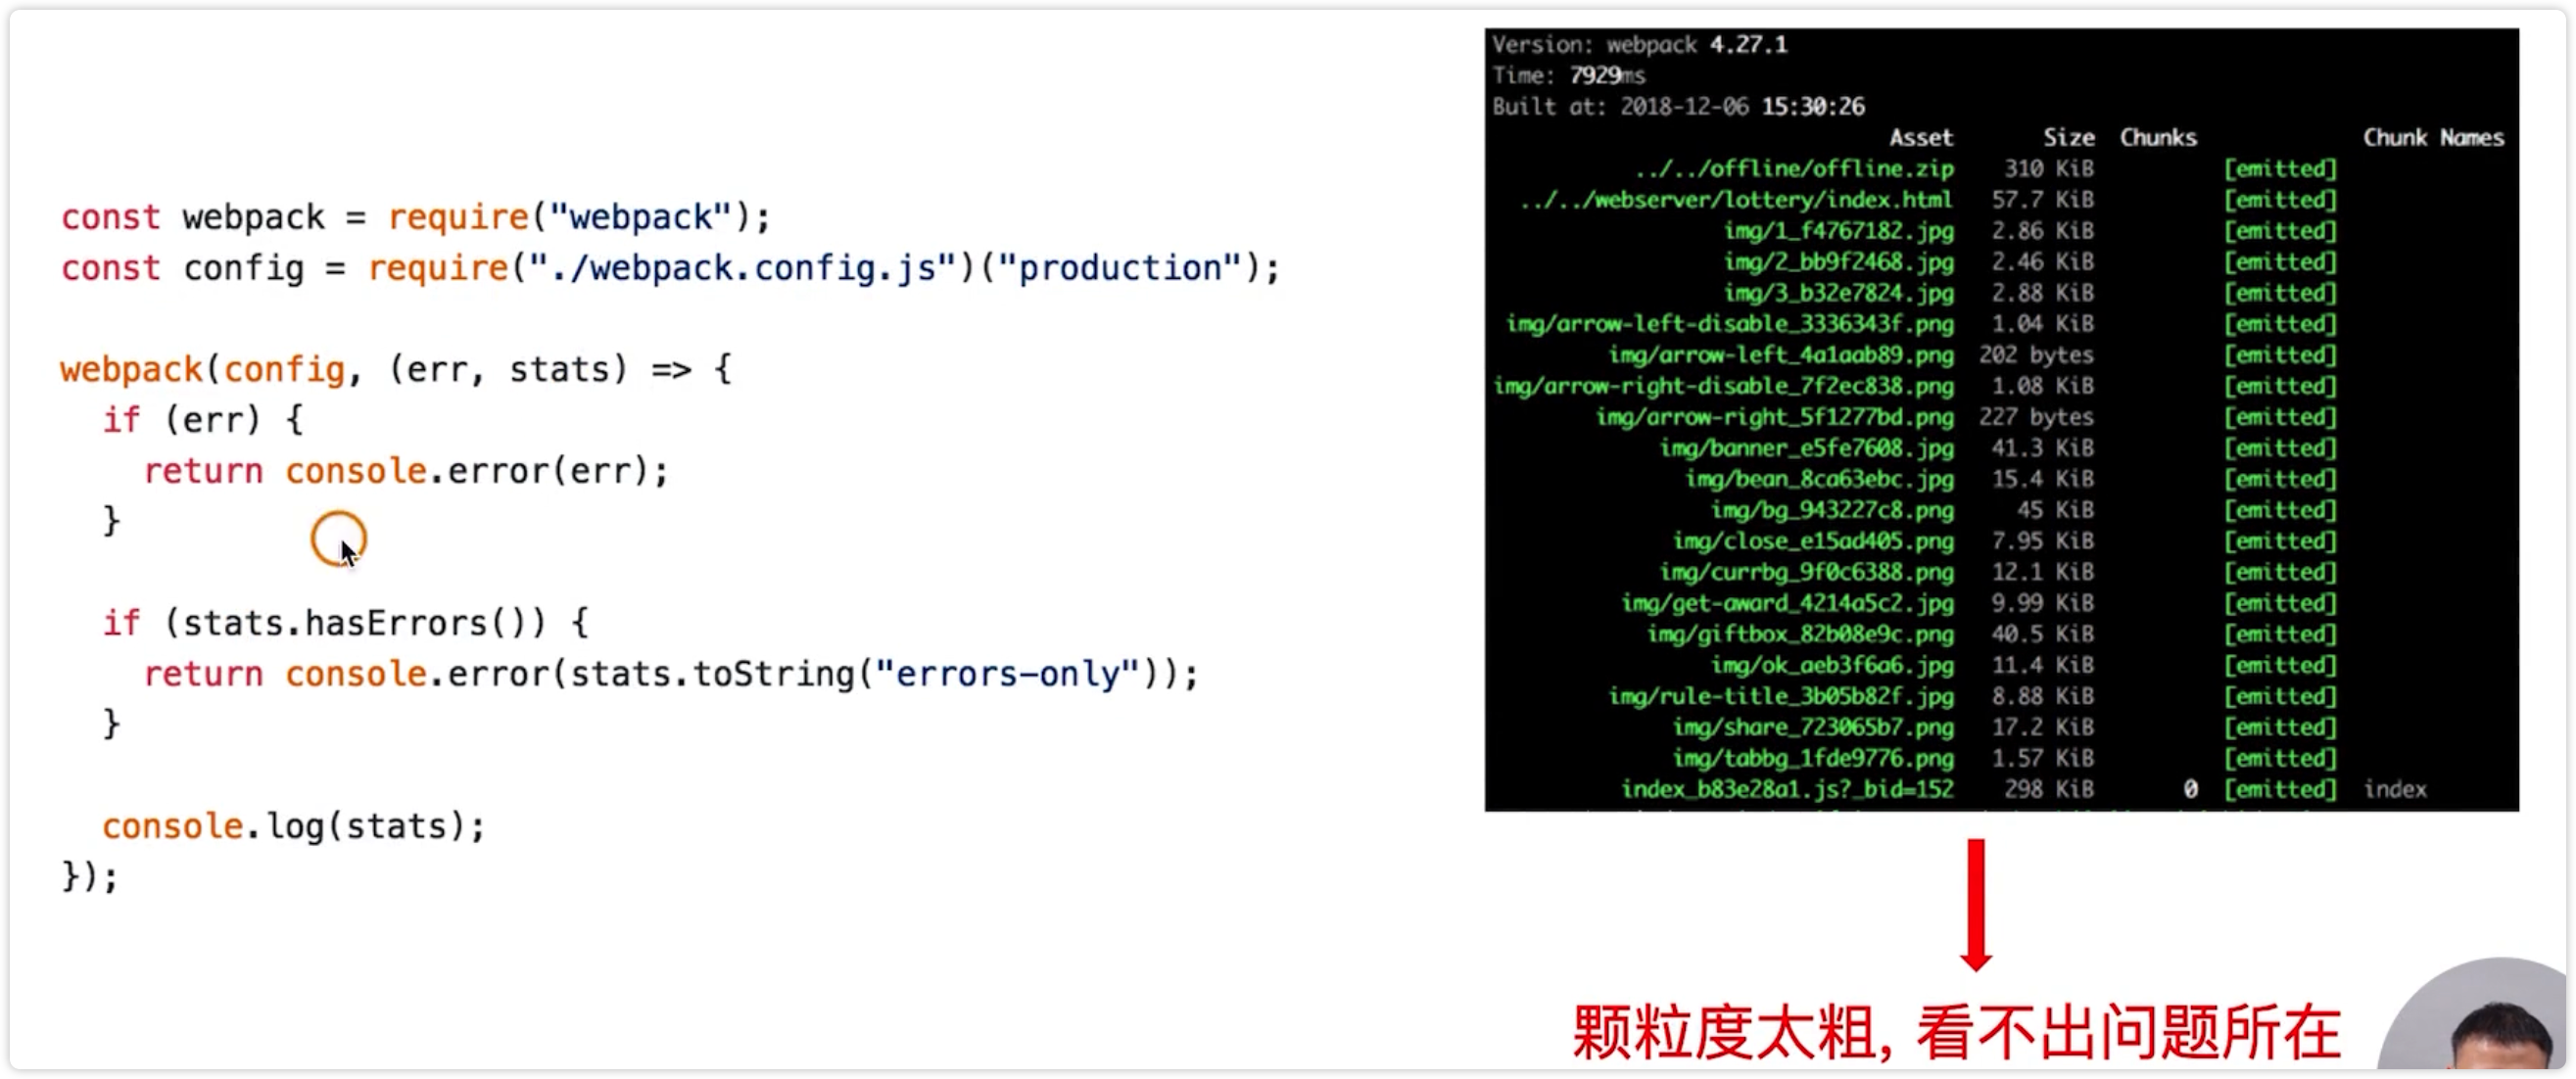 const webpack = require("webpack");
const config = require("./webpack.config.js")("production");
webpack(config, (err, stats) => {
if (err) {
return console.error(err);
}
if (stats.hasErrors()) {
return console.error(stats.toString("errors-only"));
}
console.log(stats);
});
Version: webpack 4.27.1
Time: 7929ms
Built at: 2018-12-06 15:30:26
Asset Size Chunks Chunk Names
../../offline/offline.zip 310 KiB [emitted]
../../webserver/lottery/index.html 57.7 KiB [emitted]
img/1_f4767182.jpg 2.86 KiB [emitted]
img/2_bb9f2468.jpg 2.46 KiB [emitted]
img/3_b32e7824.jpg 2.88 KiB [emitted]
img/arrow-left-disable_3336343f.png 1.04 KiB [emitted]
img/arrow-left_4a1aab89.png 202 bytes [emitted]
img/arrow-right-disable_7f2ec838.png 1.08 KiB [emitted]
img/arrow-right_5f1277bd.png 227 bytes [emitted]
img/banner_e5fe7608.jpg 41.3 KiB [emitted]
img/bean_8ca63ebc.jpg 15.4 KiB [emitted]
img/bg_943227c8.png 45 KiB [emitted]
img/close_e15ad405.png 7.95 KiB [emitted]
img/currbg_9f0c6388.png 12.1 KiB [emitted]
img/get-award_4214a5c2.jpg 9.99 KiB [emitted]
img/giftbox_82b08e9c.png 40.5 KiB [emitted]
img/ok_aeb3f6a6.jpg 11.4 KiB [emitted]
img/rule-title_3b05b82f.jpg 8.88 KiB [emitted]
img/share_723065b7.png 17.2 KiB [emitted]
img/tabbg_1fde9776.png 1.57 KiB [emitted]
index_b83e28a1.js?_bid=152 298 KiB 0 [emitted] index
颗粒度太粗, 看不出问题所在